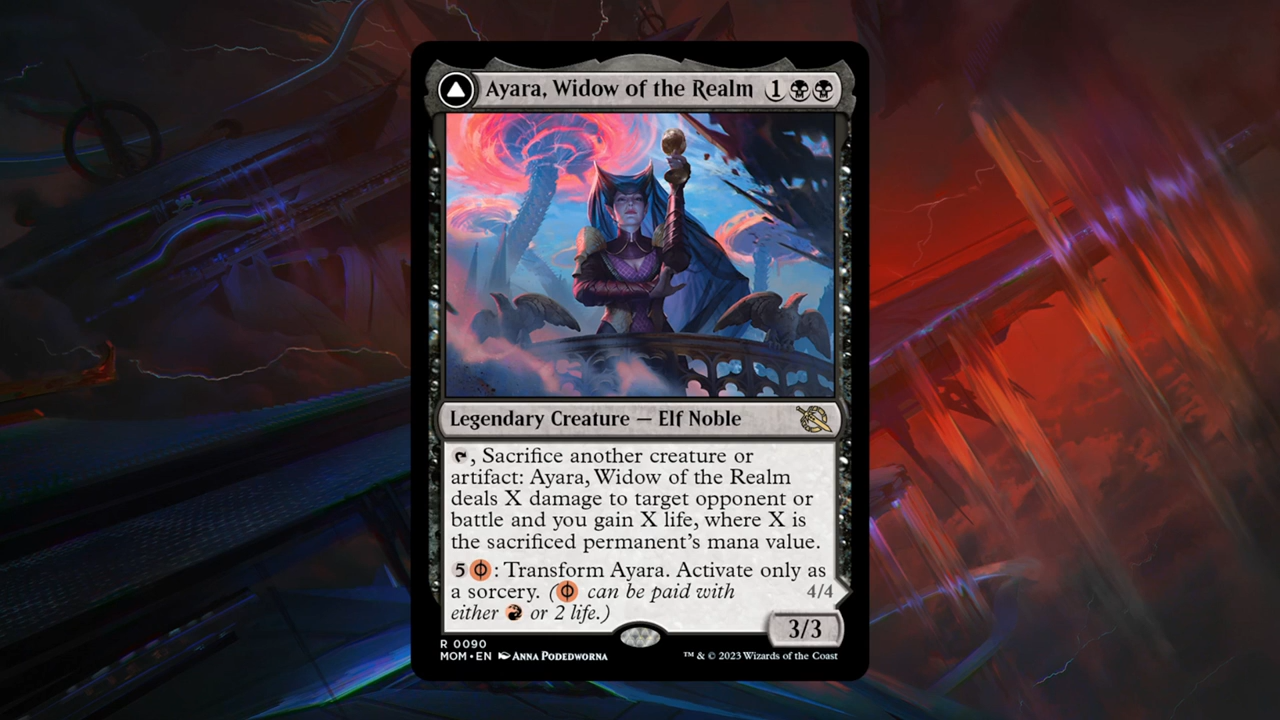 Ayara, Widow of the Realm 1
Legendary Creature — Elf Noble
, Sacrifice another creature or
artifact: Ayara, Widow of the Realm
deals X damage to target opponent or
battle and you gain X life, where X is
the sacrificed permanent's mana value.
5 : Transform Ayara. Activate only as
a sorcery. ( can be paid with
either or 2 life.)
4/4
3/3
R 0090
MOM • EN Anna Podedworna
™ & © 2023 Wizards of the Coast